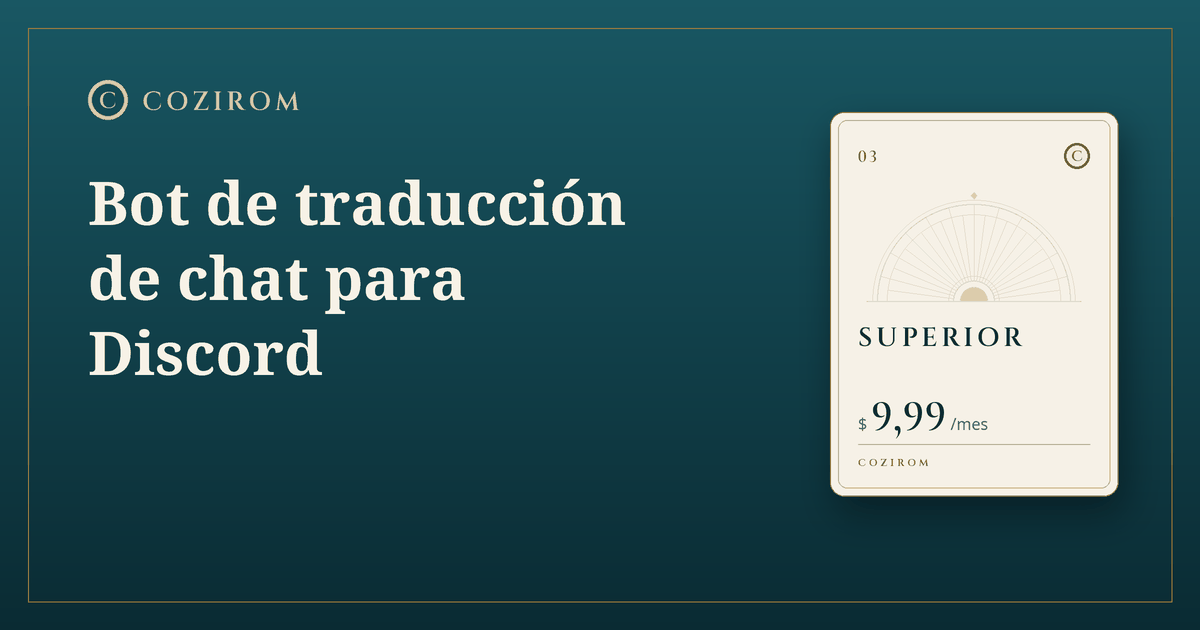 C COZIROM
Bot de traducción
de chat para
Discord
03 C
SUPERIOR
$ 9,99 /mes
COZIROM